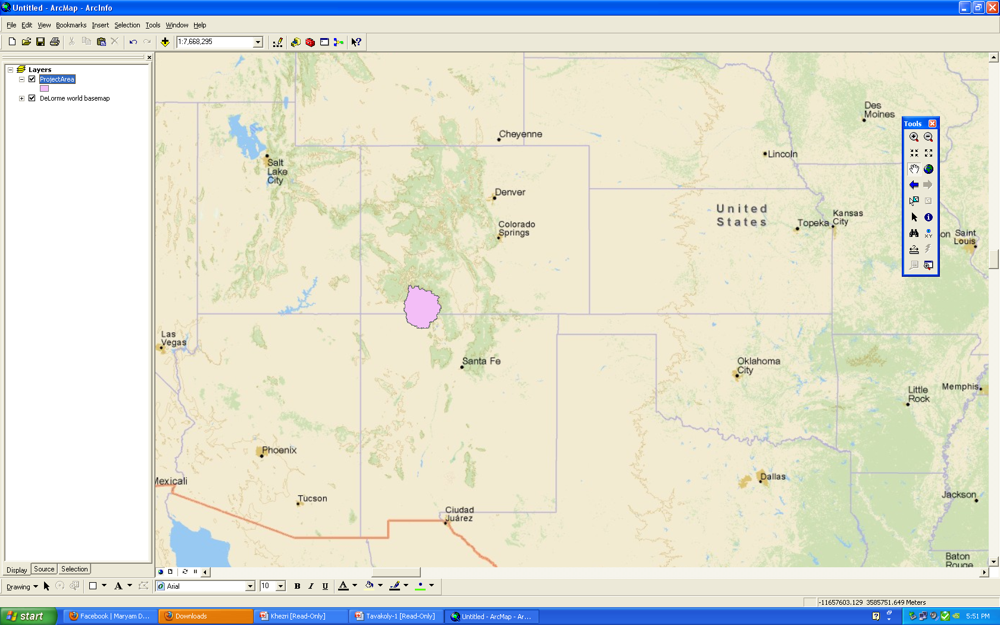 Untitled - ArcMap - ArcInfo
File Edit View Bookmarks Insert Selection Tools Window Help
1:7,668,295
Layers
ProjectArea
DeLorme world basemap
Des
Moines
Tools
Cheyenne
Lincoln
Salt
Lake
City
Denver
United
States
Kansas
City
Topeka
Colorado
Springs
on
Saint
Louis
XY
Las
Vegas
Santa Fe
Oklahoma
City
Memphis
Little
Rock
Phoenix
Mexicali
Dallas
Tucson
Jackson
Ciudad
Juárez
Baton
Rouge
Display Source Selection
Drawing A Arial 10 B I U A
-11657603.129 3585751.649 Meters
start Facebook | Maryam D... Downloads Khezri [Read-Only] Tavakoly-1 [Read-Only] Untitled - ArcMap - Ar... 5:51 PM